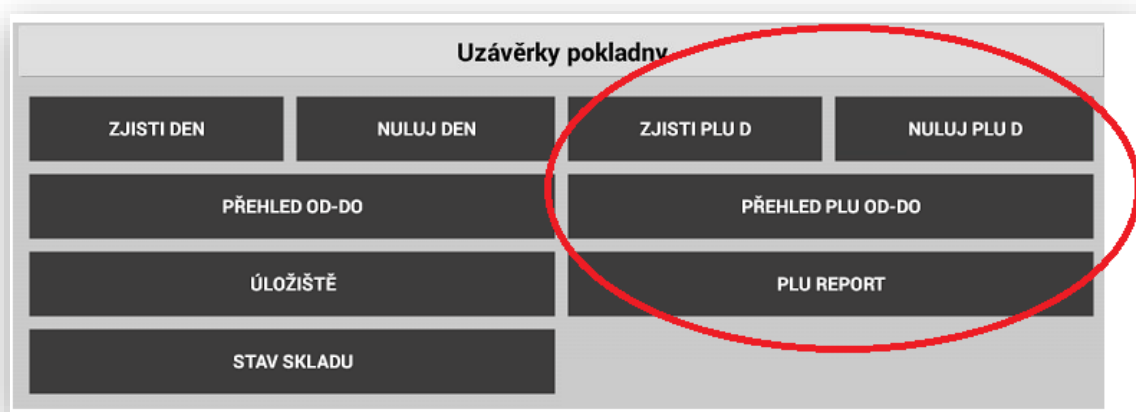 Uzávěrky pokladny
ZJISTI DEN NULUJ DEN ZJISTI PLU D NULUJ PLU D
PŘEHLED OD-DO PŘEHLED PLU OD-DO
ÚLOŽIŠTĚ PLU REPORT
STAV SKLADU